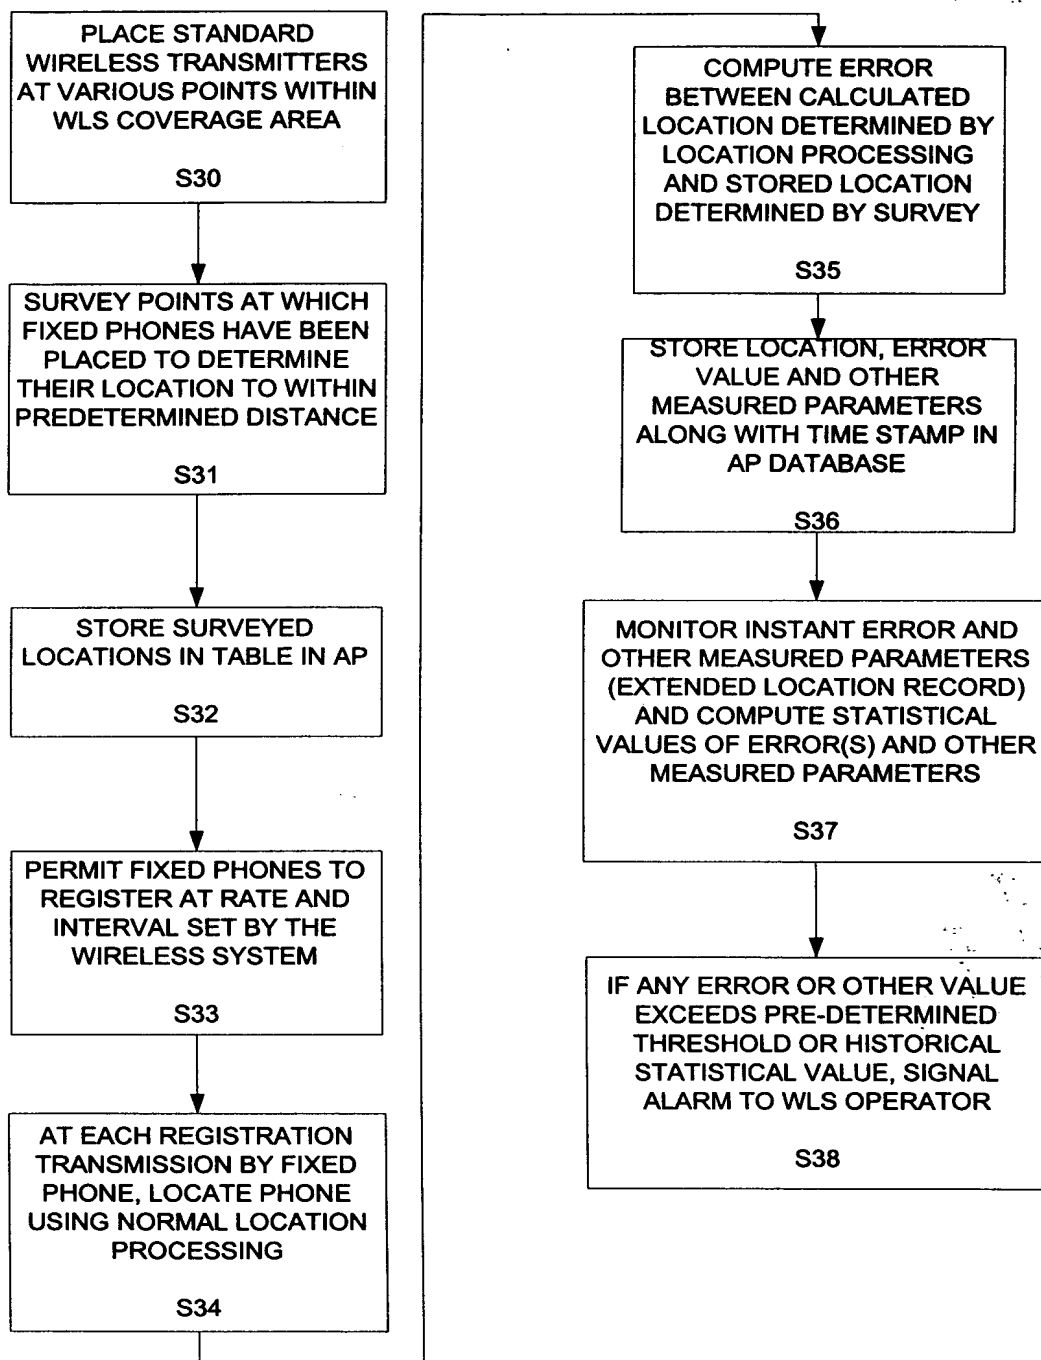 PLACE STANDARD
WIRELESS TRANSMITTERS
AT VARIOUS POINTS WITHIN
WLS COVERAGE AREA
S30
SURVEY POINTS AT WHICH
FIXED PHONES HAVE BEEN
PLACED TO DETERMINE
THEIR LOCATION TO WITHIN
PREDETERMINED DISTANCE
S31
STORE SURVEYED
LOCATIONS IN TABLE IN AP
S32
PERMIT FIXED PHONES TO
REGISTER AT RATE AND
INTERVAL SET BY THE
WIRELESS SYSTEM
S33
AT EACH REGISTRATION
TRANSMISSION BY FIXED
PHONE, LOCATE PHONE
USING NORMAL LOCATION
PROCESSING
S34
COMPUTE ERROR
BETWEEN CALCULATED
LOCATION DETERMINED BY
LOCATION PROCESSING
AND STORED LOCATION
DETERMINED BY SURVEY
S35
STORE LOCATION, ERROR
VALUE AND OTHER
MEASURED PARAMETERS
ALONG WITH TIME STAMP IN
AP DATABASE
S36
MONITOR INSTANT ERROR AND
OTHER MEASURED PARAMETERS
(EXTENDED LOCATION RECORD)
AND COMPUTE STATISTICAL
VALUES OF ERROR(S) AND OTHER
MEASURED PARAMETERS
S37
IF ANY ERROR OR OTHER VALUE
EXCEEDS PRE-DETERMINED
THRESHOLD OR HISTORICAL
STATISTICAL VALUE, SIGNAL
ALARM TO WLS OPERATOR
S38